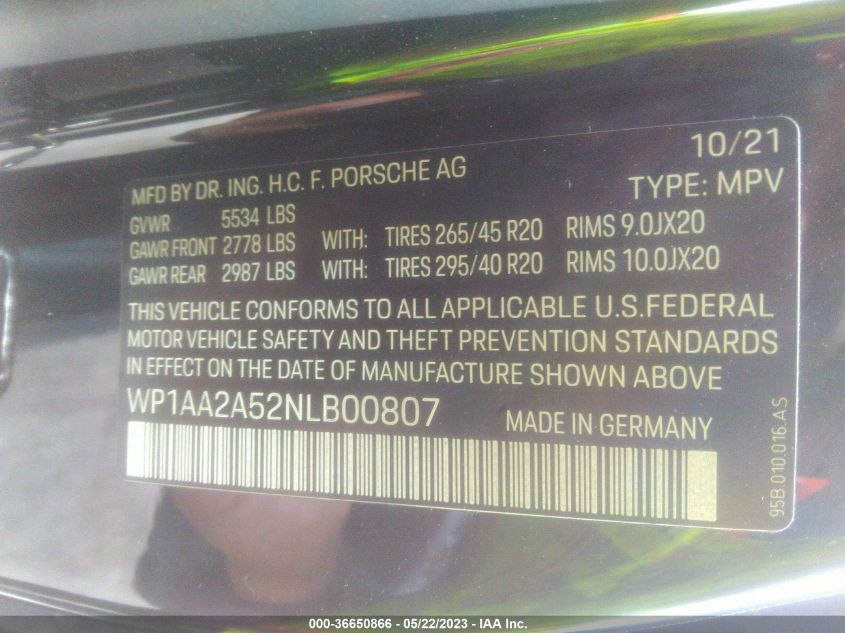 10/21
MFD BY DR. ING. H.C. F. PORSCHE AG
TYPE: MPV
GVWR 5534 LBS
GAWR FRONT 2778 LBS WITH: TIRES 265/45 R20 RIMS 9.0JX20
GAWR REAR 2987 LBS WITH: TIRES 295/40 R20 RIMS 10.0JX20
THIS VEHICLE CONFORMS TO ALL APPLICABLE U.S.FEDERAL
MOTOR VEHICLE SAFETY AND THEFT PREVENTION STANDARDS
IN EFFECT ON THE DATE OF MANUFACTURE SHOWN ABOVE
WP1AA2A52NLB00807 MADE IN GERMANY
95B.010.016.AS
000-36650866 - 05/22/2023 - IAA Inc.